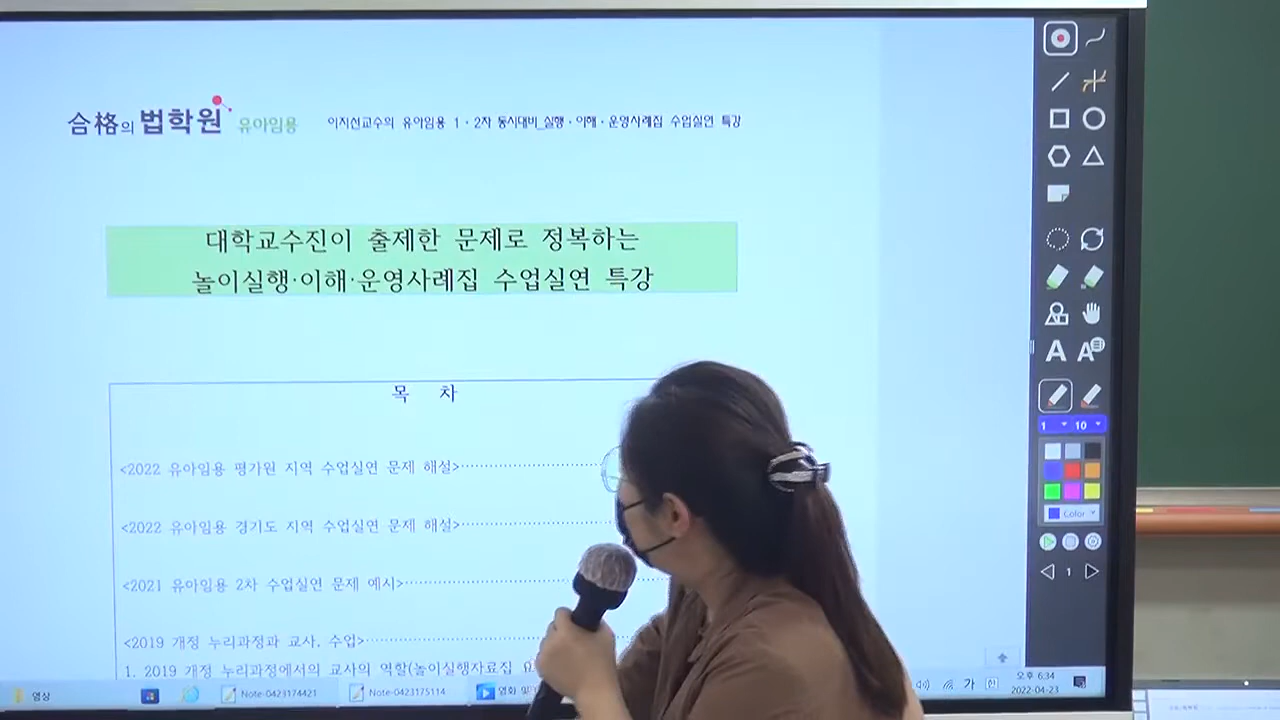 合格의 법학원 유아임용 이지선교수의 유아임용 1·2차 동시대비_실행·이해·운영사례집 수업실연 특강
대학교수진이 출제한 문제로 정복하는
놀이실행·이해·운영사례집 수업실연 특강
목 차
<2022 유아임용 평가원 지역 수업실연 문제 해설>
<2022 유아임용 경기도 지역 수업실연 문제 해설>
<2021 유아임용 2차 수업실연 문제 예시>
<2019 개정 누리과정과 교사, 수업>
1. 2019 개정 누리과정에서의 교사의 역할(놀이실행자료집
A A
1 10
Color
1
영상 Note-0423174421 Note-0423175114 영화 및 가 오후 6:34
2022-04-23